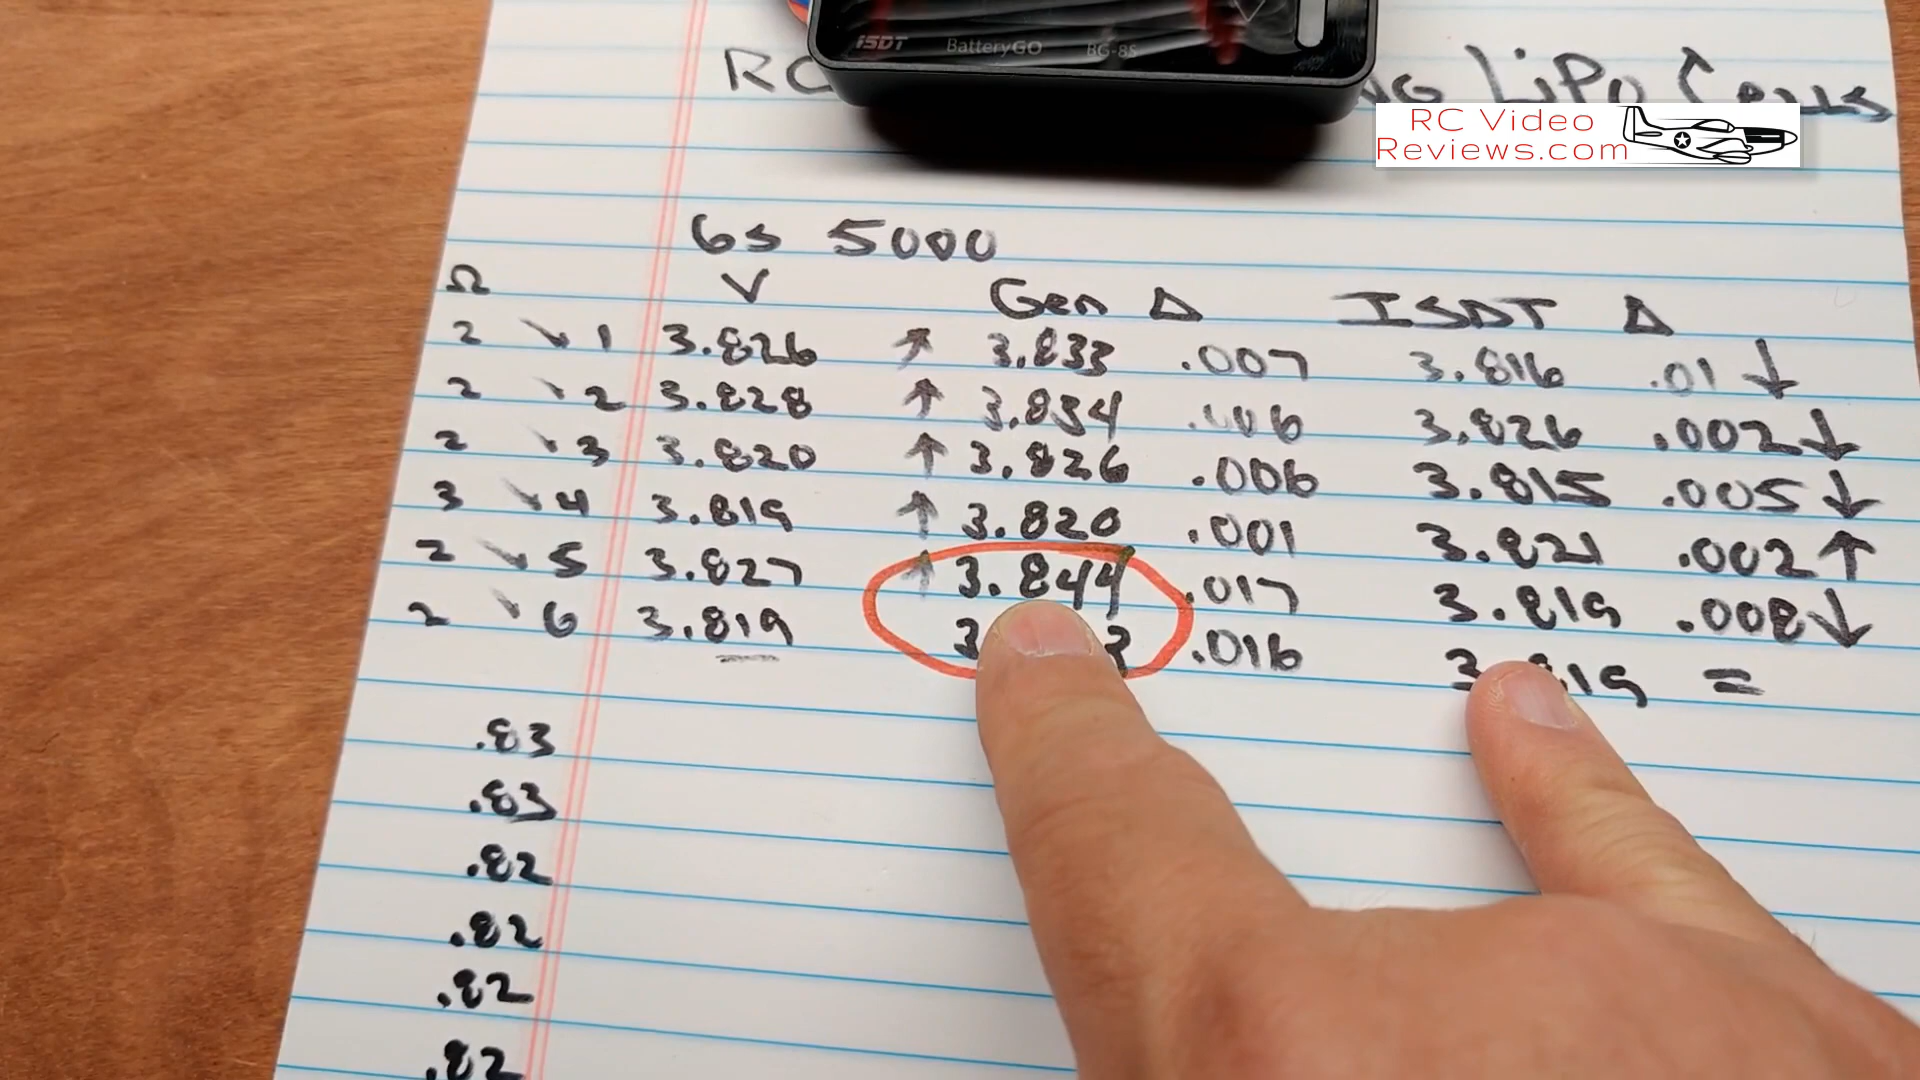 iSDT BatteryGO BG-8S
RC NG LiPo Cells
RC Video
Reviews.com
6s 5000
Ω V Gen Δ ISDT Δ
2 ↘ 1 3.826 ↑ 3.833 .007 3.816 .01 ↓
2 ↘ 2 3.828 ↑ 3.834 .006 3.826 .002 ↓
2 ↘ 3 3.820 ↑ 3.826 .006 3.815 .005 ↓
3 ↘ 4 3.819 ↑ 3.820 .001 3.821 .002 ↑
2 ↘ 5 3.827 ↑ 3.844 .017 3.819 .008 ↓
2 ↘ 6 3.819 .016 =
.83
.83
.82
.82
.82
.82